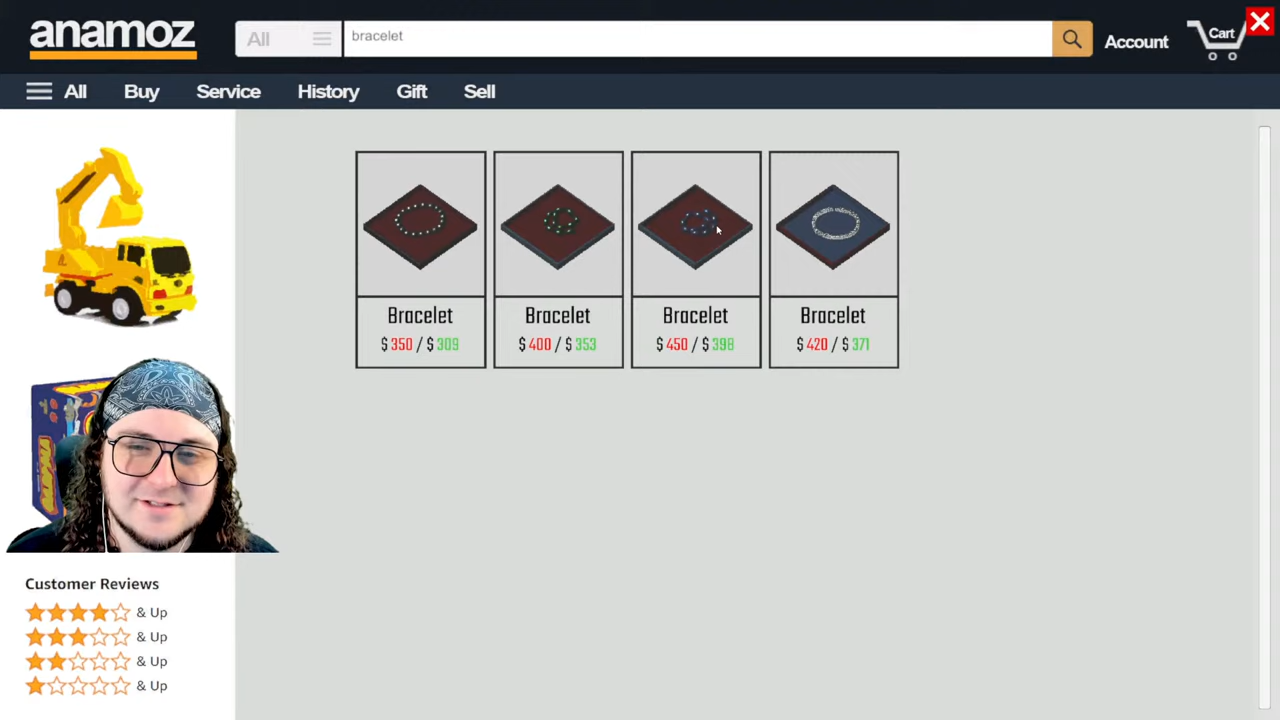 anamoz
All
bracelet
Account
Cart
All Buy Service History Gift Sell
Bracelet
$ 350 / $ 309
Bracelet
$ 400 / $ 353
Bracelet
$ 450 / $ 398
Bracelet
$ 420 / $ 371
Customer Reviews
& Up
& Up
& Up
& Up